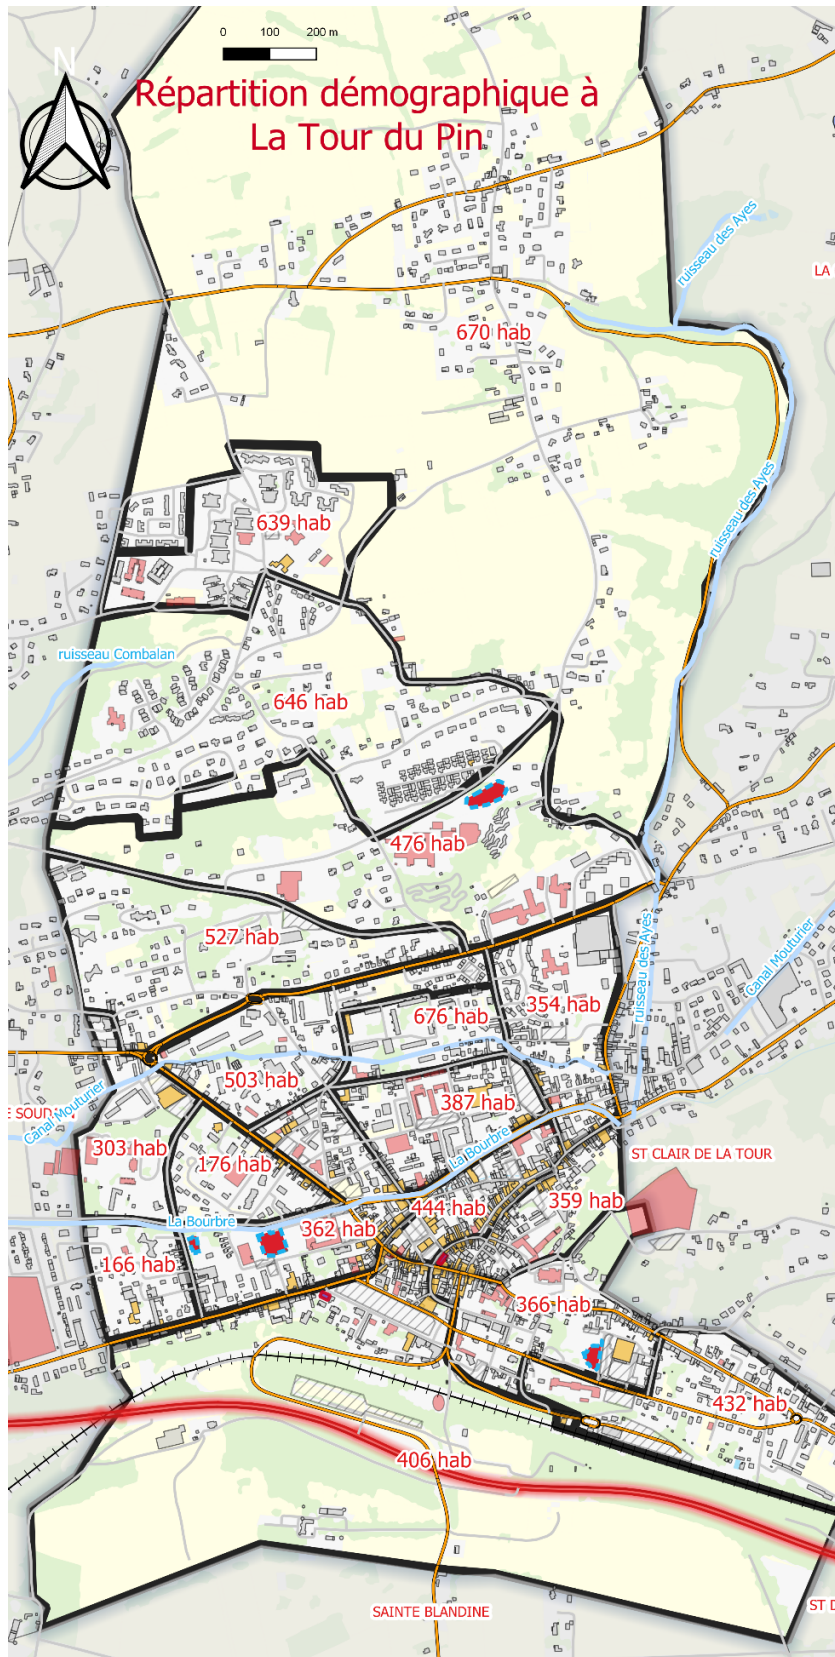 0 100 200 m
N
Répartition démographique à
La Tour du Pin
ruisseau des Ayes
LA
670 hab
ruisseau des Ayes
639 hab
ruisseau Combalan
646 hab
476 hab
527 hab
ruisseau des Ayes
Canal Mouturier
354 hab
676 hab
503 hab
Canal Mouturier
387 hab
E SOUD
303 hab
176 hab
La Bourbre
ST CLAIR DE LA TOUR
359 hab
444 hab
La Bourbre
362 hab
166 hab
366 hab
432 hab
406 hab
SAINTE BLANDINE
ST D